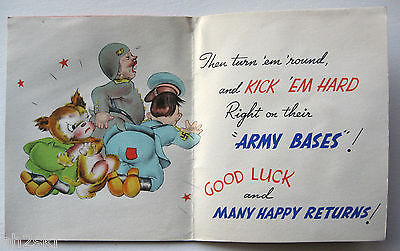 Then turn 'em 'round,
and KICK 'EM HARD
Right on their
"ARMY BASES"!
GOOD LUCK
and
MANY HAPPY RETURNS!